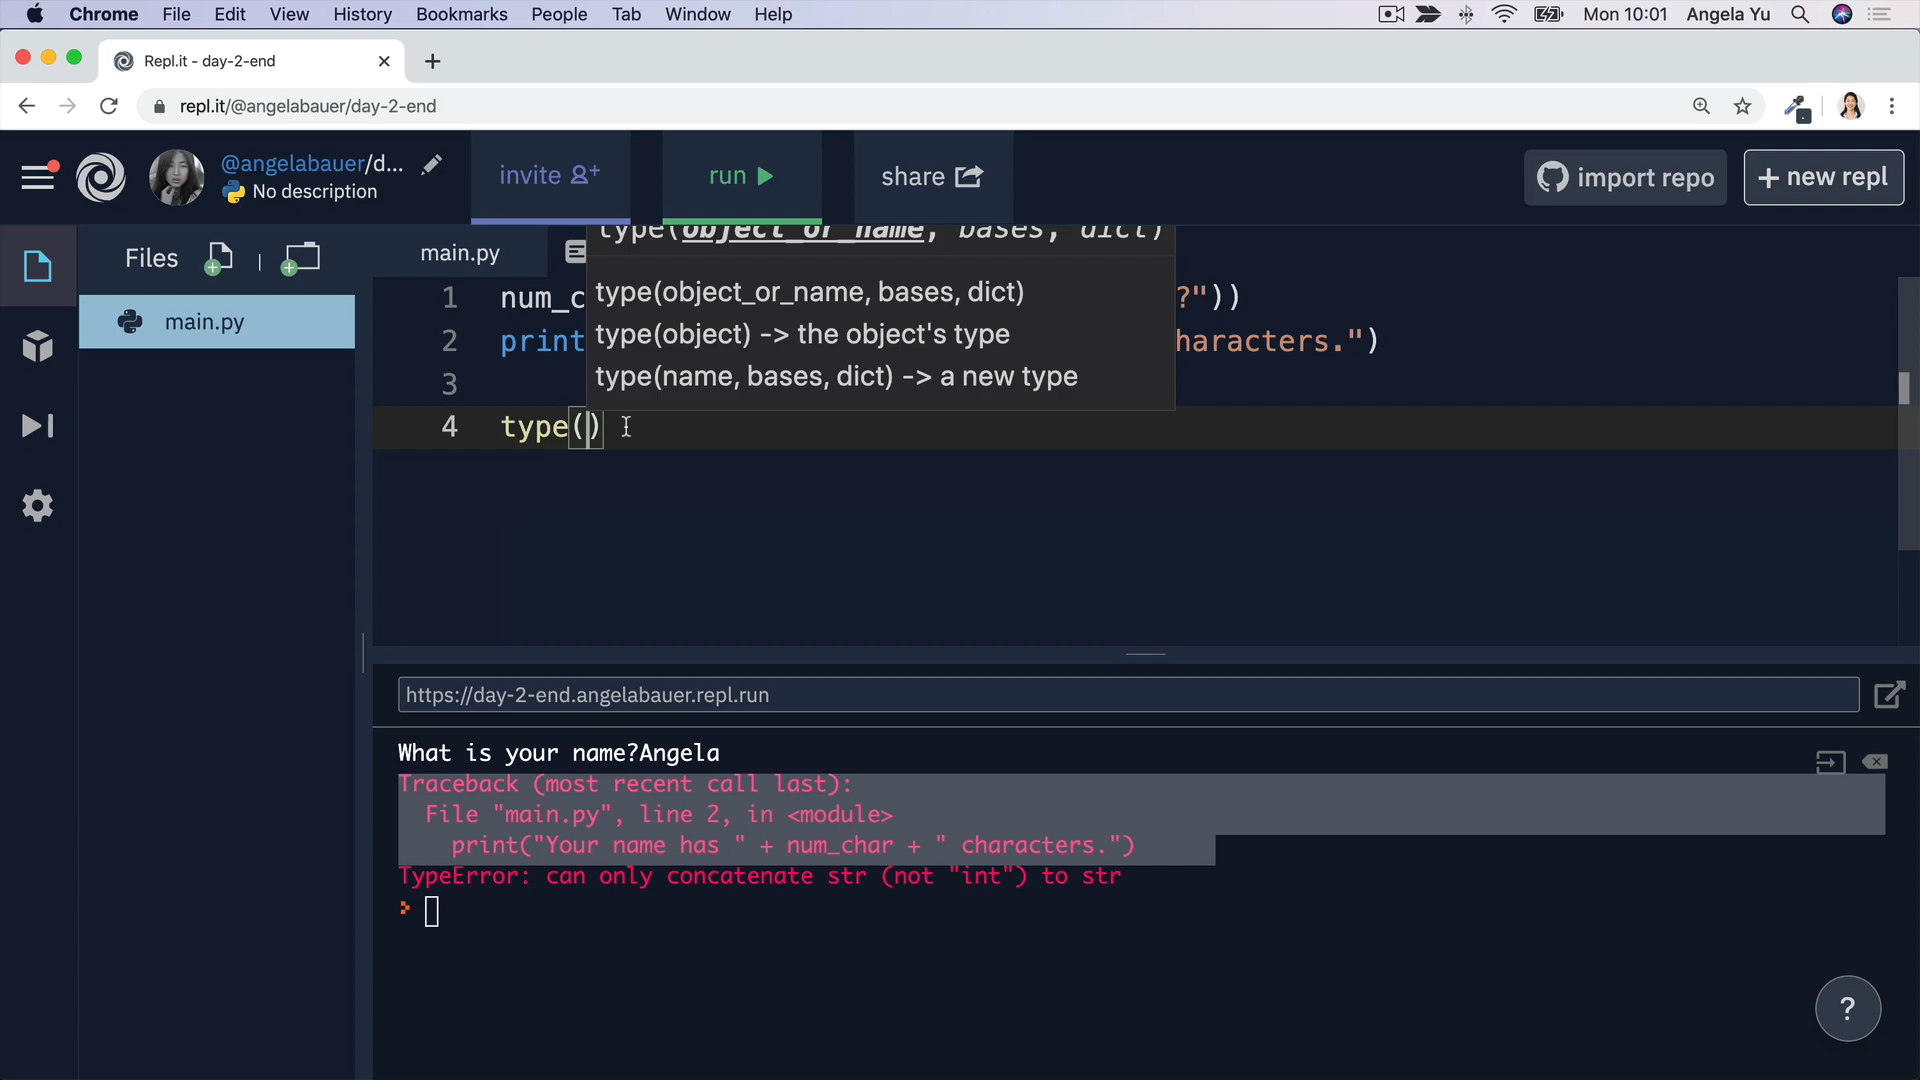 Chrome File Edit View History Bookmarks People Tab Window Help Mon 10:01 Angela Yu
Repl.it - day-2-end
repl.it/@angelabauer/day-2-end
@angelabauer/d...
No description
invite
run
share
import repo
+ new repl
Files
main.py
main.py
type(object_or_name, bases, dict)
type(object_or_name, bases, dict)
type(object) -> the object's type
type(name, bases, dict) -> a new type
1 num_c ?"))
2 print haracters.")
3
4 type()
https://day-2-end.angelabauer.repl.run
What is your name?Angela
Traceback (most recent call last):
File "main.py", line 2, in <module>
print("Your name has " + num_char + " characters.")
TypeError: can only concatenate str (not "int") to str
?